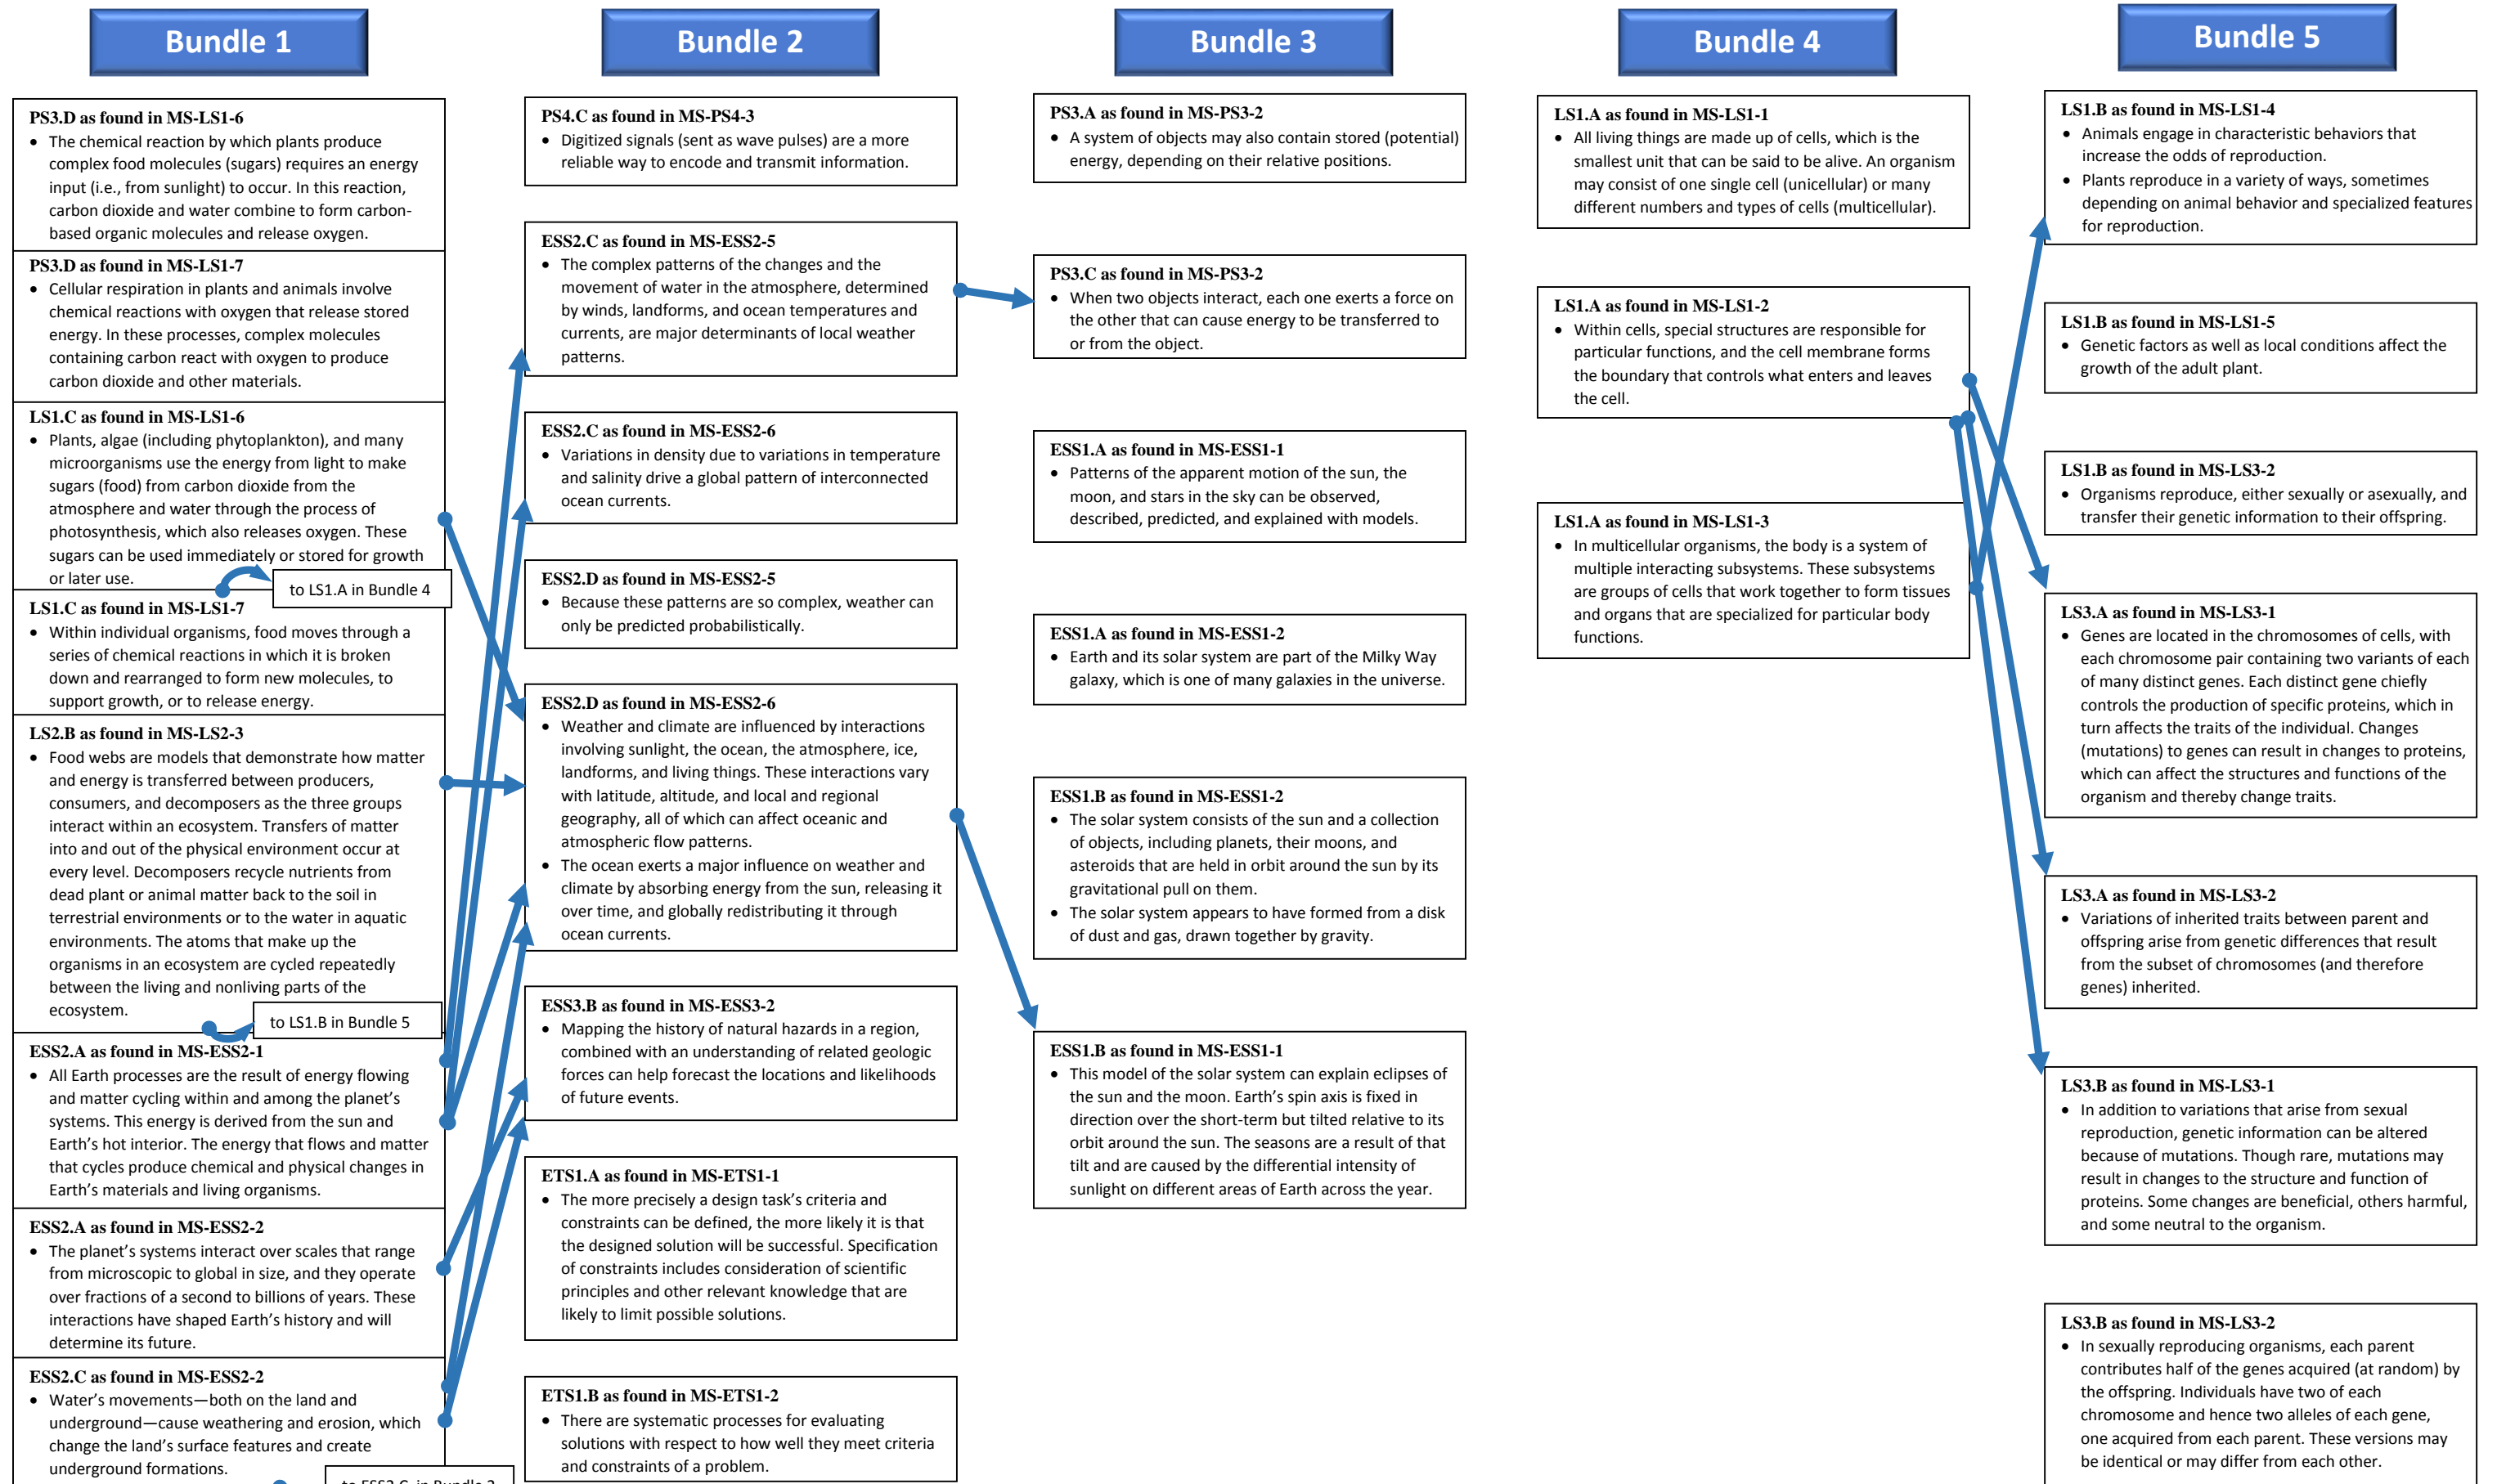 Bundle 1
PS3.D as found in MS-LS1-6
• The chemical reaction by which plants produce
complex food molecules (sugars) requires an energy
input (i.e., from sunlight) to occur. In this reaction,
carbon dioxide and water combine to form carbon-
based organic molecules and release oxygen.
PS3.D as found in MS-LS1-7
• Cellular respiration in plants and animals involve
chemical reactions with oxygen that release stored
energy. In these processes, complex molecules
containing carbon react with oxygen to produce
carbon dioxide and other materials.
LS1.C as found in MS-LS1-6
• Plants, algae (including phytoplankton), and many
microorganisms use the energy from light to make
sugars (food) from carbon dioxide from the
atmosphere and water through the process of
photosynthesis, which also releases oxygen. These
sugars can be used immediately or stored for growth
or later use.
to LS1.A in Bundle 4
LS1.C as found in MS-LS1-7
• Within individual organisms, food moves through a
series of chemical reactions in which it is broken
down and rearranged to form new molecules, to
support growth, or to release energy.
LS2.B as found in MS-LS2-3
• Food webs are models that demonstrate how matter
and energy is transferred between producers,
consumers, and decomposers as the three groups
interact within an ecosystem. Transfers of matter
into and out of the physical environment occur at
every level. Decomposers recycle nutrients from
dead plant or animal matter back to the soil in
terrestrial environments or to the water in aquatic
environments. The atoms that make up the
organisms in an ecosystem are cycled repeatedly
between the living and nonliving parts of the
ecosystem.
to LS1.B in Bundle 5
ESS2.A as found in MS-ESS2-1
• All Earth processes are the result of energy flowing
and matter cycling within and among the planet's
systems. This energy is derived from the sun and
Earth's hot interior. The energy that flows and matter
that cycles produce chemical and physical changes in
Earth's materials and living organisms.
ESS2.A as found in MS-ESS2-2
• The planet's systems interact over scales that range
from microscopic to global in size, and they operate
over fractions of a second to billions of years. These
interactions have shaped Earth's history and will
determine its future.
ESS2.C as found in MS-ESS2-2
• Water's movements—both on the land and
underground—cause weathering and erosion, which
change the land's surface features and create
underground formations.
Bundle 2
PS4.C as found in MS-PS4-3
• Digitized signals (sent as wave pulses) are a more
reliable way to encode and transmit information.
ESS2.C as found in MS-ESS2-5
• The complex patterns of the changes and the
movement of water in the atmosphere, determined
by winds, landforms, and ocean temperatures and
currents, are major determinants of local weather
patterns.
ESS2.C as found in MS-ESS2-6
• Variations in density due to variations in temperature
and salinity drive a global pattern of interconnected
ocean currents.
ESS2.D as found in MS-ESS2-5
• Because these patterns are so complex, weather can
only be predicted probabilistically.
ESS2.D as found in MS-ESS2-6
• Weather and climate are influenced by interactions
involving sunlight, the ocean, the atmosphere, ice,
landforms, and living things. These interactions vary
with latitude, altitude, and local and regional
geography, all of which can affect oceanic and
atmospheric flow patterns.
• The ocean exerts a major influence on weather and
climate by absorbing energy from the sun, releasing it
over time, and globally redistributing it through
ocean currents.
ESS3.B as found in MS-ESS3-2
• Mapping the history of natural hazards in a region,
combined with an understanding of related geologic
forces can help forecast the locations and likelihoods
of future events.
ETS1.A as found in MS-ETS1-1
• The more precisely a design task's criteria and
constraints can be defined, the more likely it is that
the designed solution will be successful. Specification
of constraints includes consideration of scientific
principles and other relevant knowledge that are
likely to limit possible solutions.
ETS1.B as found in MS-ETS1-2
• There are systematic processes for evaluating
solutions with respect to how well they meet criteria
and constraints of a problem.
Bundle 3
PS3.A as found in MS-PS3-2
• A system of objects may also contain stored (potential)
energy, depending on their relative positions.
PS3.C as found in MS-PS3-2
• When two objects interact, each one exerts a force on
the other that can cause energy to be transferred to
or from the object.
ESS1.A as found in MS-ESS1-1
• Patterns of the apparent motion of the sun, the
moon, and stars in the sky can be observed,
described, predicted, and explained with models.
ESS1.A as found in MS-ESS1-2
• Earth and its solar system are part of the Milky Way
galaxy, which is one of many galaxies in the universe.
ESS1.B as found in MS-ESS1-2
• The solar system consists of the sun and a collection
of objects, including planets, their moons, and
asteroids that are held in orbit around the sun by its
gravitational pull on them.
• The solar system appears to have formed from a disk
of dust and gas, drawn together by gravity.
ESS1.B as found in MS-ESS1-1
• This model of the solar system can explain eclipses of
the sun and the moon. Earth's spin axis is fixed in
direction over the short-term but tilted relative to its
orbit around the sun. The seasons are a result of that
tilt and are caused by the differential intensity of
sunlight on different areas of Earth across the year.
Bundle 4
LS1.A as found in MS-LS1-1
• All living things are made up of cells, which is the
smallest unit that can be said to be alive. An organism
may consist of one single cell (unicellular) or many
different numbers and types of cells (multicellular).
LS1.A as found in MS-LS1-2
• Within cells, special structures are responsible for
particular functions, and the cell membrane forms
the boundary that controls what enters and leaves
the cell.
LS1.A as found in MS-LS1-3
• In multicellular organisms, the body is a system of
multiple interacting subsystems. These subsystems
are groups of cells that work together to form tissues
and organs that are specialized for particular body
functions.
Bundle 5
LS1.B as found in MS-LS1-4
• Animals engage in characteristic behaviors that
increase the odds of reproduction.
• Plants reproduce in a variety of ways, sometimes
depending on animal behavior and specialized features
for reproduction.
LS1.B as found in MS-LS1-5
• Genetic factors as well as local conditions affect the
growth of the adult plant.
LS1.B as found in MS-LS3-2
• Organisms reproduce, either sexually or asexually, and
transfer their genetic information to their offspring.
LS3.A as found in MS-LS3-1
• Genes are located in the chromosomes of cells, with
each chromosome pair containing two variants of each
of many distinct genes. Each distinct gene chiefly
controls the production of specific proteins, which in
turn affects the traits of the individual. Changes
(mutations) to genes can result in changes to proteins,
which can affect the structures and functions of the
organism and thereby change traits.
LS3.A as found in MS-LS3-2
• Variations of inherited traits between parent and
offspring arise from genetic differences that result
from the subset of chromosomes (and therefore
genes) inherited.
LS3.B as found in MS-LS3-1
• In addition to variations that arise from sexual
reproduction, genetic information can be altered
because of mutations. Though rare, mutations may
result in changes to the structure and function of
proteins. Some changes are beneficial, others harmful,
and some neutral to the organism.
LS3.B as found in MS-LS3-2
• In sexually reproducing organisms, each parent
contributes half of the genes acquired (at random) by
the offspring. Individuals have two of each
chromosome and hence two alleles of each gene,
one acquired from each parent. These versions may
be identical or may differ from each other.